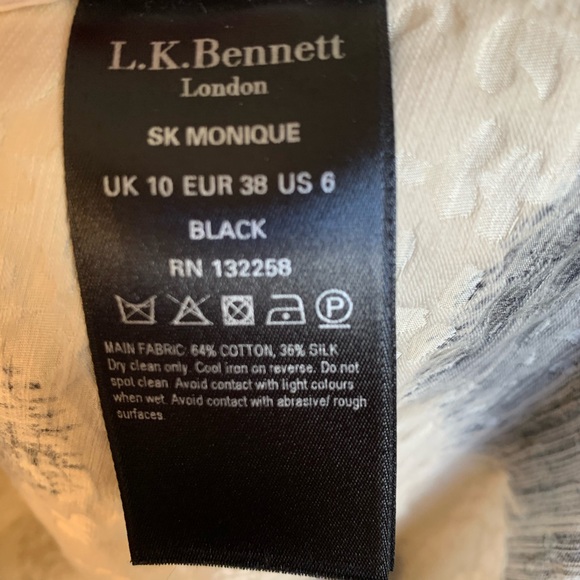 L.K.Bennett
London
SK MONIQUE
UK 10 EUR 38 US 6
BLACK
RN 132258
P
MAIN FABRIC: 64% COTTON, 36% SILK
Dry clean only. Cool iron on reverse. Do not
spot clean. Avoid contact with light colours
when wet. Avoid contact with abrasive/ rough
surfaces.